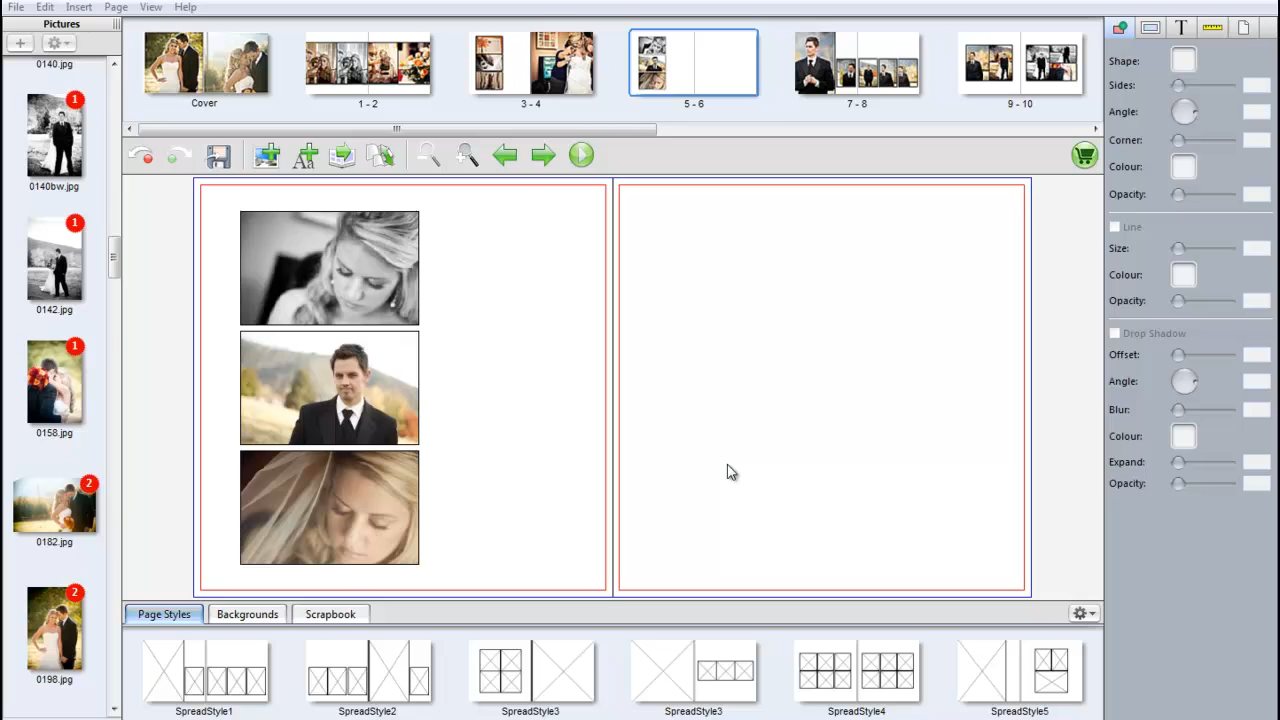 File Edit Insert Page View Help
Pictures
0140.jpg
1
0140bw.jpg
1
0142.jpg
1
0158.jpg
2
0182.jpg
2
0198.jpg
Cover
1 - 2
3 - 4
5 - 6
7 - 8
9 - 10
Aa
T
Shape:
Sides:
Angle:
Corner:
Colour:
Opacity:
Line
Size:
Colour:
Opacity:
Drop Shadow
Offset:
Angle:
Blur:
Colour:
Expand:
Opacity:
Page Styles Backgrounds Scrapbook
SpreadStyle1
SpreadStyle2
SpreadStyle3
SpreadStyle3
SpreadStyle4
SpreadStyle5